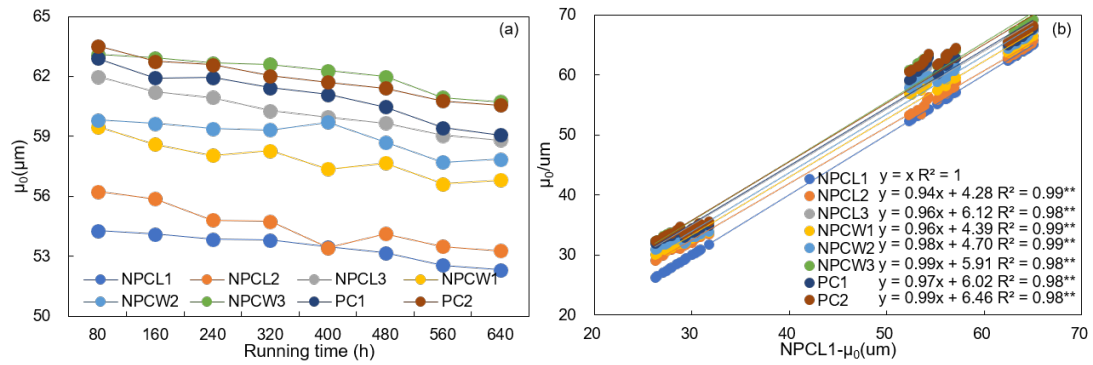 65
62
59
56
53
50
μ₀(μm)
(a)
NPCL1 NPCL2 NPCL3 NPCW1
NPCW2 NPCW3 PC1 PC2
80 160 240 320 400 480 560 640
Running time (h)
70
60
50
40
30
20
μ₀/um
(b)
NPCL1 y = x R² = 1
NPCL2 y = 0.94x + 4.28 R² = 0.99**
NPCL3 y = 0.96x + 6.12 R² = 0.98**
NPCW1 y = 0.96x + 4.39 R² = 0.99**
NPCW2 y = 0.98x + 4.70 R² = 0.99**
NPCW3 y = 0.99x + 5.91 R² = 0.98**
PC1 y = 0.97x + 6.02 R² = 0.98**
PC2 y = 0.99x + 6.46 R² = 0.98**
20 30 40 50 60 70
NPCL1-μ₀(um)